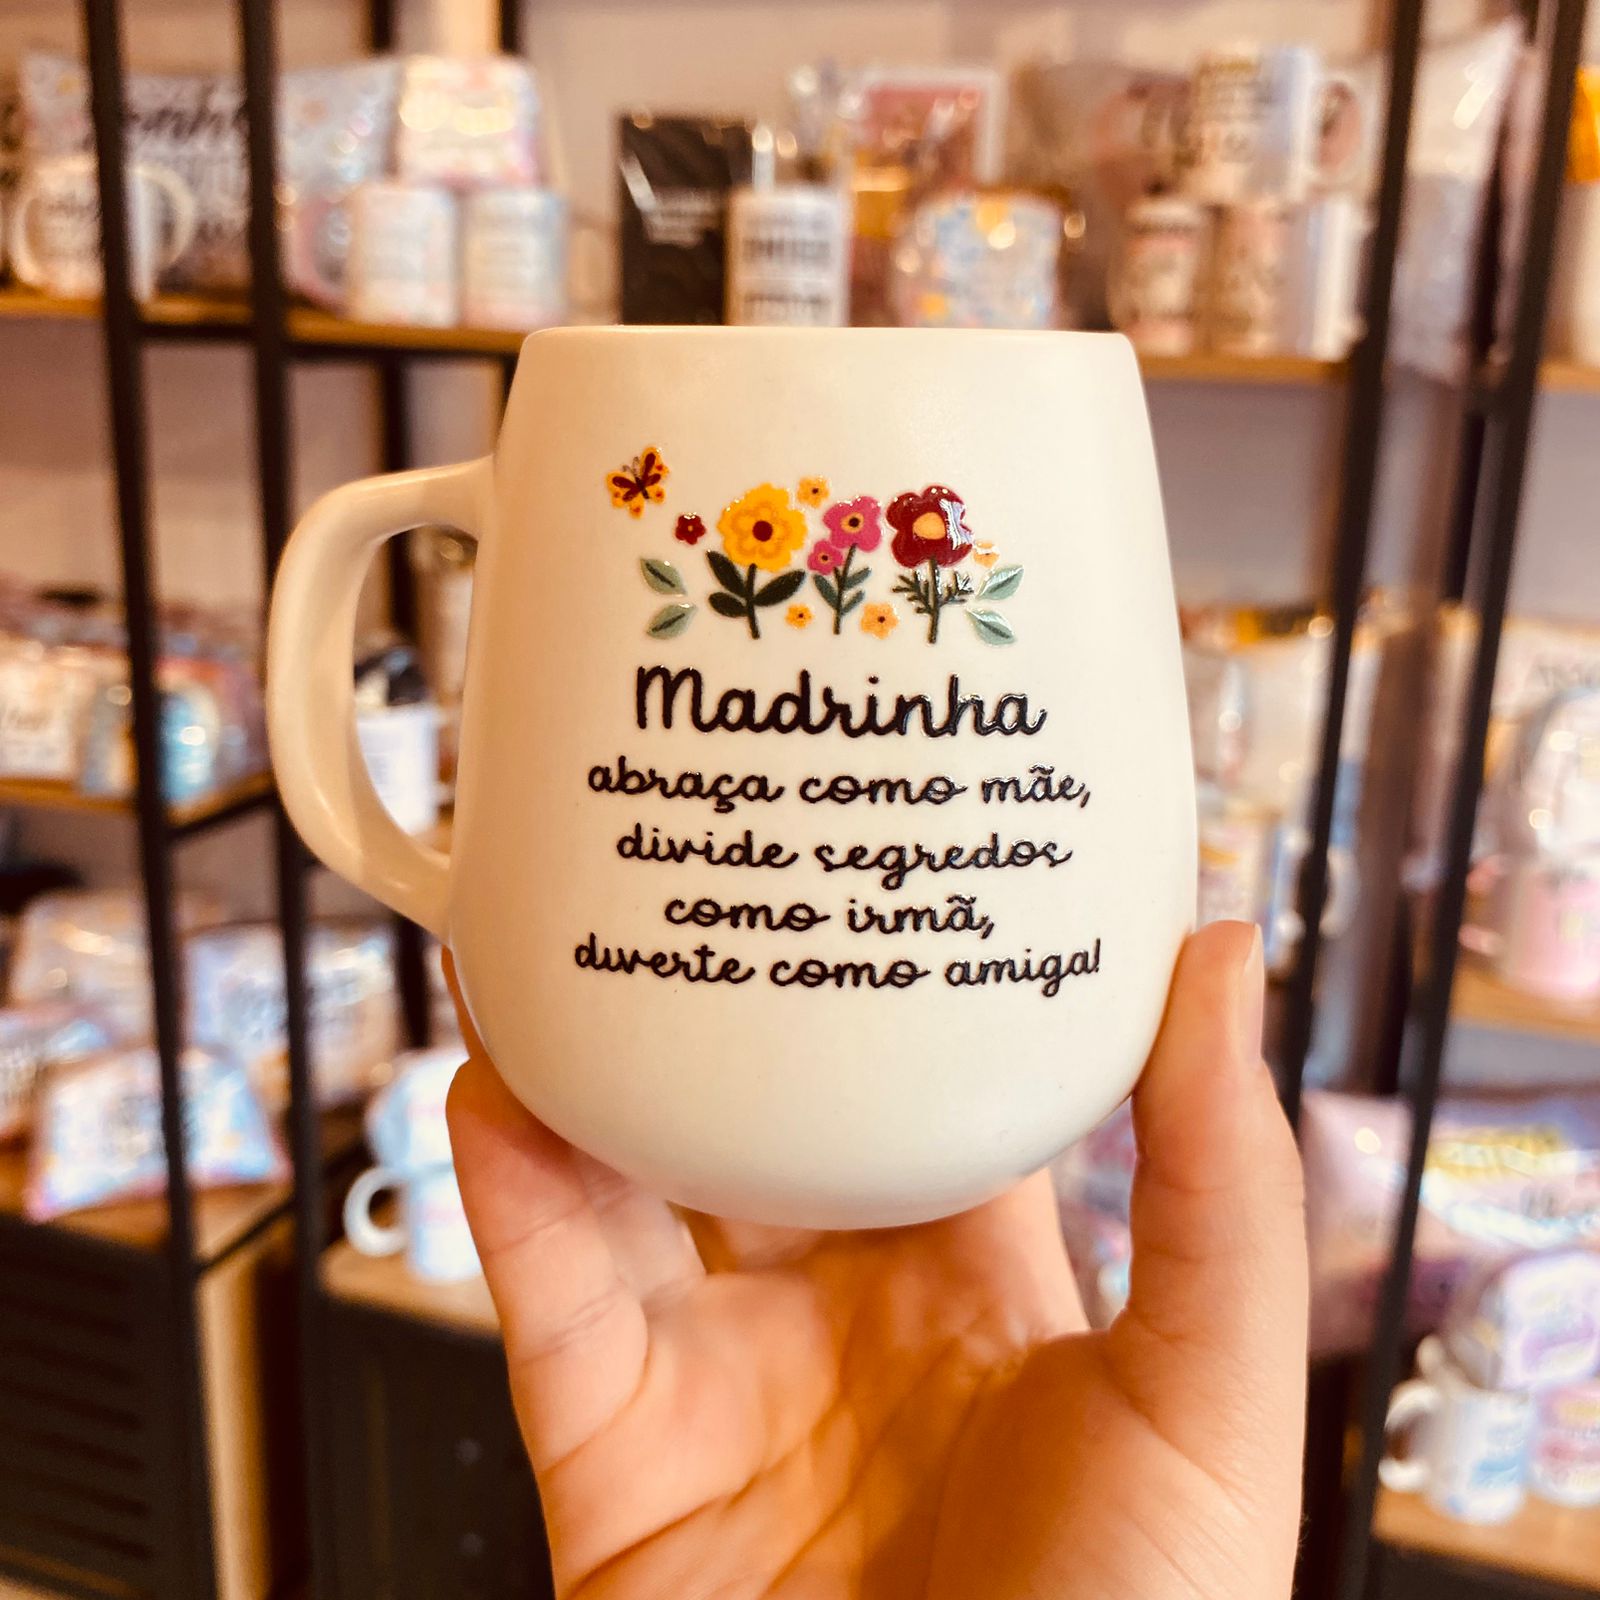 Madrinha
abraça como mãe,
divide segredos
como irmã,
diverte como amiga!